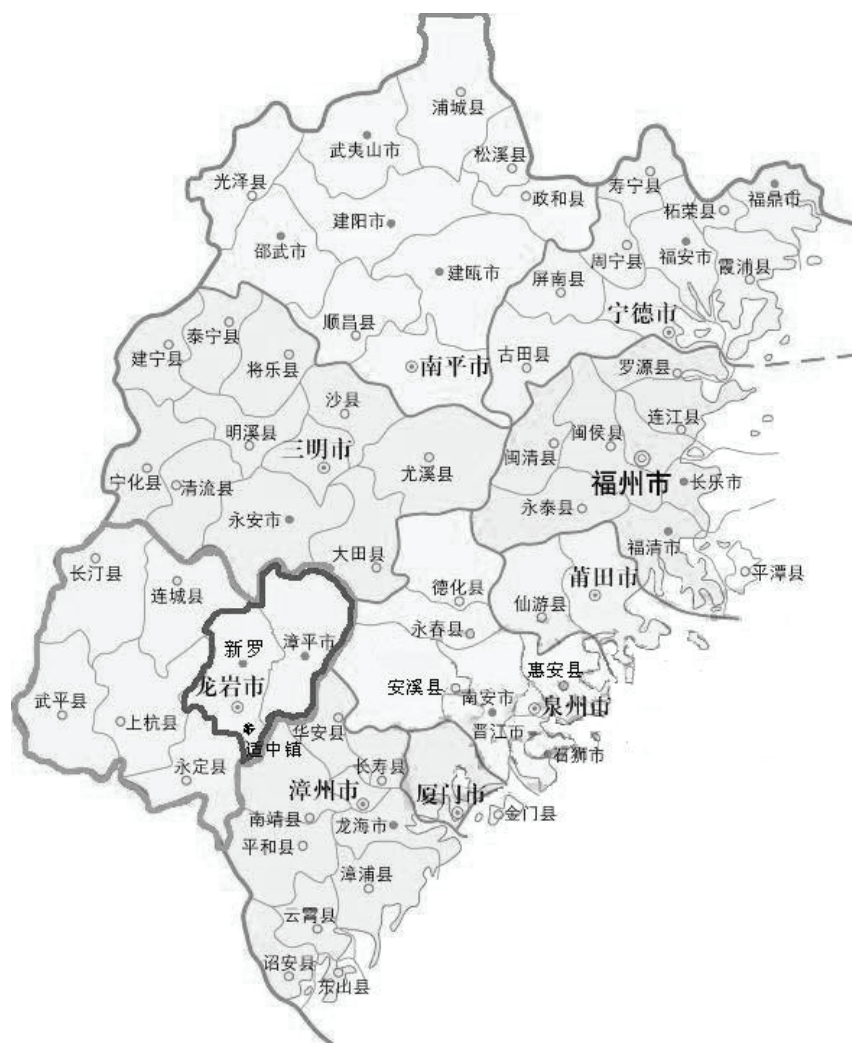 浦城县
武夷山市
松溪县
光泽县
政和县
寿宁县
福鼎市
柘荣县
建阳市
邵武市
周宁县
福安市
霞浦县
建瓯市
屏南县
宁德市
顺昌县
泰宁县
建宁县
将乐县
南平市
古田县
罗源县
沙县
连江县
明溪县
三明市
闽侯县
闽清县
尤溪县
宁化县
清流县
福州市
长乐市
永安市
永泰县
大田县
福清市
长汀县
连城县
德化县
莆田市
平潭县
仙游县
永春县
新罗
漳平市
惠安县
龙岩市
安溪县
南安市
泉州市
武平县
上杭县
华安县
晋江市
适中镇
石狮市
永定县
长寿县
漳州市
厦门市
金门县
南靖县
龙海市
平和县
漳浦县
云霄县
诏安县
东山县